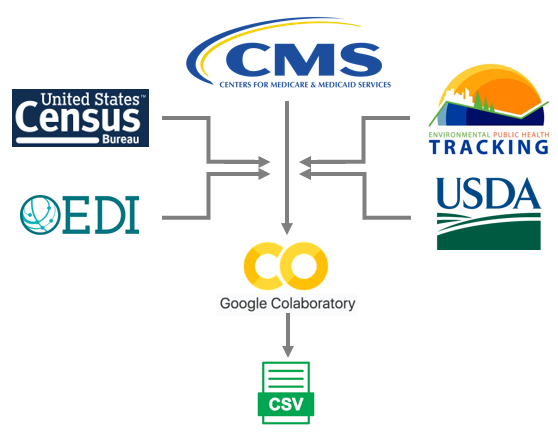 CMS
CENTERS FOR MEDICARE & MEDICAID SERVICES
United States™
Census
Bureau
ENVIRONMENTAL PUBLIC HEALTH
TRACKING
EDI
USDA
Google Colaboratory
CSV